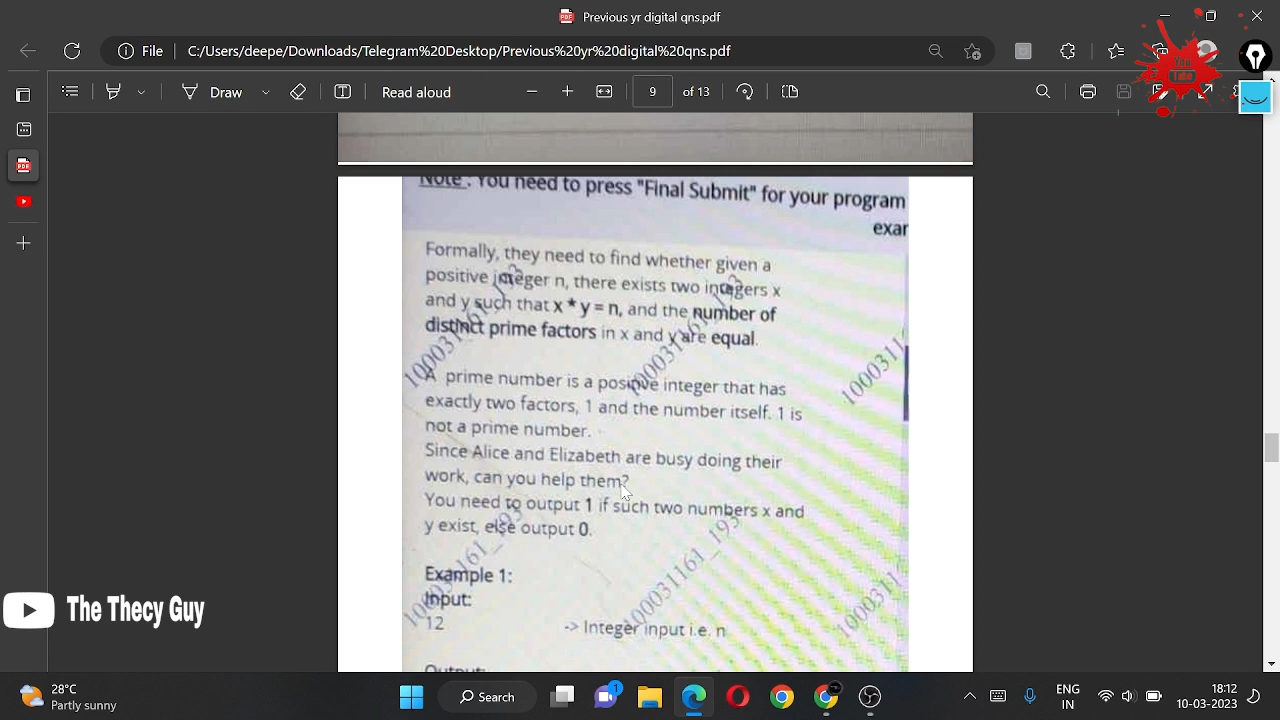 Previous yr digital qns.pdf
File
C:/Users/deepe/Downloads/Telegram%20Desktop/Previous%20yr%20digital%20qns.pdf
Draw
Read aloud
9
of 13
Note : You need to press "Final Submit" for your program
exar
Formally, they need to find whether given a
positive integer n, there exists two integers x
and y such that x * y = n, and the number of
distinct prime factors in x and y are equal.
A prime number is a positive integer that has
exactly two factors, 1 and the number itself. 1 is
not a prime number.
Since Alice and Elizabeth are busy doing their
work, can you help them?
You need to output 1 if such two numbers x and
y exist, else output 0.
Example 1:
Input:
12 -> Integer input i.e. n
Output:
100031161_193
You
Tube
The Thecy Guy
28°C
Partly sunny
Search
1
ENG
IN
18:12
10-03-2023